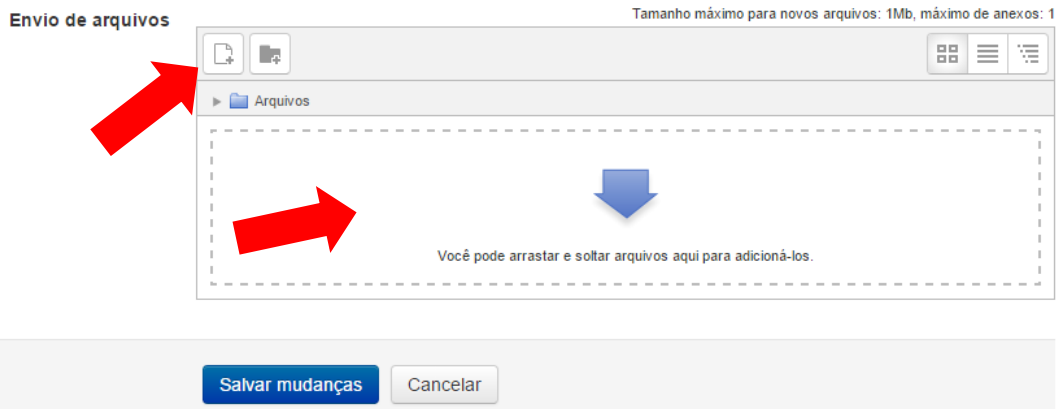 Envio de arquivos
Tamanho máximo para novos arquivos: 1Mb, máximo de anexos: 1
Arquivos
Você pode arrastar e soltar arquivos aqui para adicioná-los.
Salvar mudanças
Cancelar